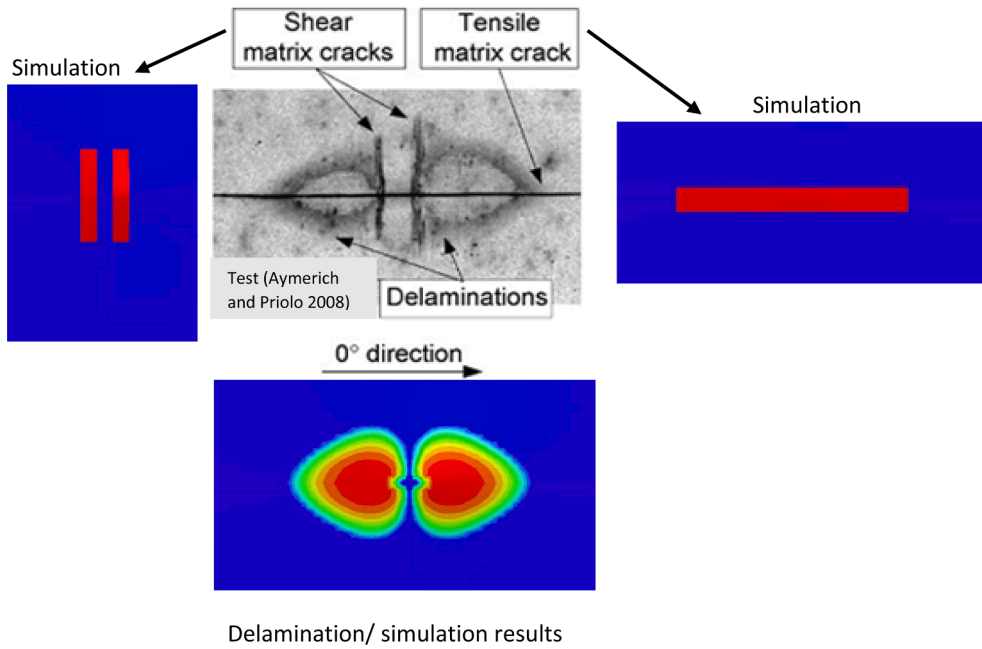 Shear
matrix cracks
Tensile
matrix crack
Simulation
Simulation
Test (Aymerich
and Priolo 2008)
Delaminations
0° direction
Delamination/ simulation results